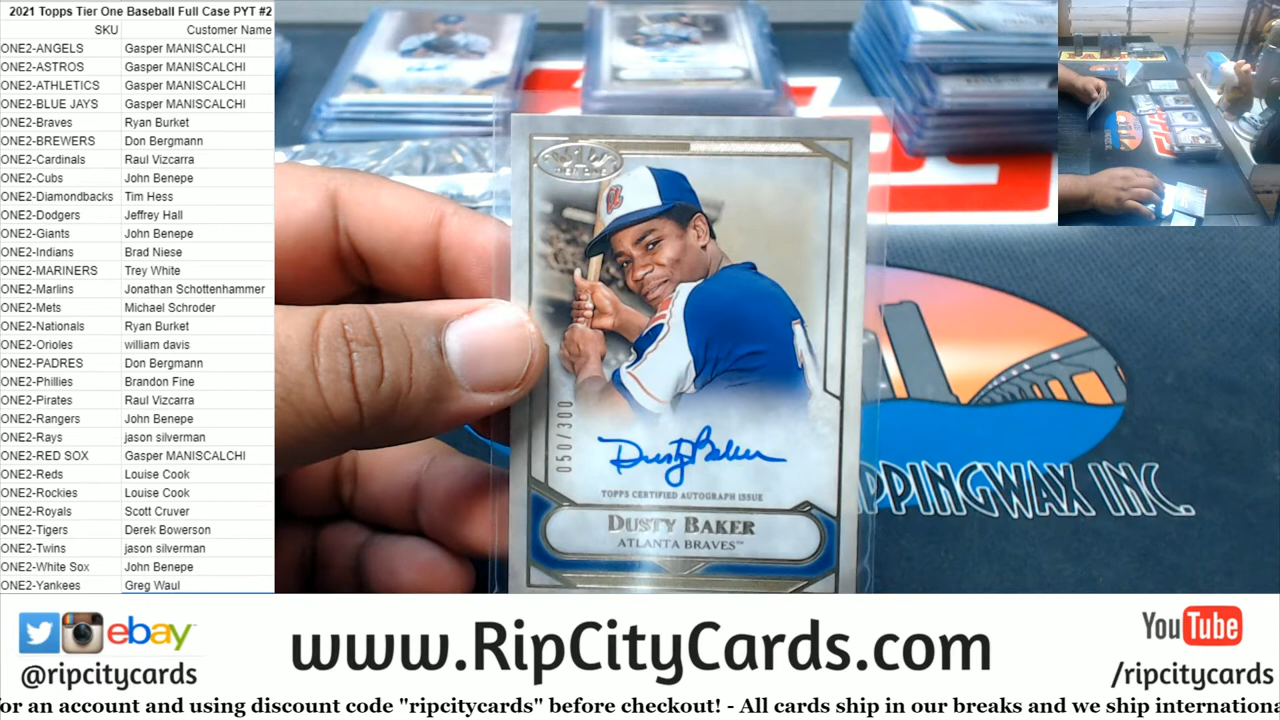 2021 Topps Tier One Baseball Full Case PYT #2
SKU Customer Name
ONE2-ANGELS Gasper MANISCALCHI
ONE2-ASTROS Gasper MANISCALCHI
ONE2-ATHLETICS Gasper MANISCALCHI
ONE2-BLUE JAYS Gasper MANISCALCHI
ONE2-Braves Ryan Burket
ONE2-BREWERS Don Bergmann
ONE2-Cardinals Raul Vizcarra
ONE2-Cubs John Benepe
ONE2-Diamondbacks Tim Hess
ONE2-Dodgers Jeffrey Hall
ONE2-Giants John Benepe
ONE2-Indians Brad Niese
ONE2-MARINERS Trey White
ONE2-Marlins Jonathan Schottenhammer
ONE2-Mets Michael Schroder
ONE2-Nationals Ryan Burket
ONE2-Orioles william davis
ONE2-PADRES Don Bergmann
ONE2-Phillies Brandon Fine
ONE2-Pirates Raul Vizcarra
ONE2-Rangers John Benepe
ONE2-Rays jason silverman
ONE2-RED SOX Gasper MANISCALCHI
ONE2-Reds Louise Cook
ONE2-Rockies Louise Cook
ONE2-Royals Scott Cruver
ONE2-Tigers Derek Bowerson
ONE2-Twins jason silverman
ONE2-White Sox John Benepe
ONE2-Yankees Greg Waul
050/300
Dusty Baker
TOPPS CERTIFIED AUTOGRAPH ISSUE
DUSTY BAKER
ATLANTA BRAVES™
PPINGWAX INC.
ebay
@ripcitycards
www.RipCityCards.com
YouTube
/ripcitycards
or an account and using discount code "ripcitycards" before checkout! - All cards ship in our breaks and we ship internationa